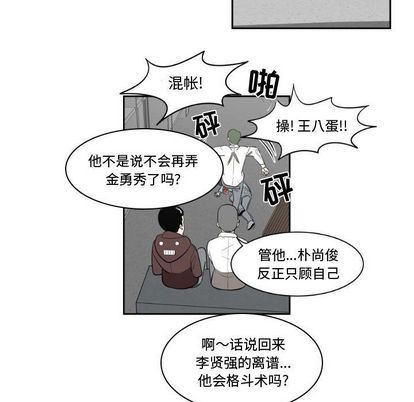 混帐!
啪
砰
操! 王八蛋!!
他不是说不会再弄
金勇秀了吗?
砰
管他...朴尚俊
反正只顾自己
啊～话说回来
李贤强的离谱...
他会格斗术吗?